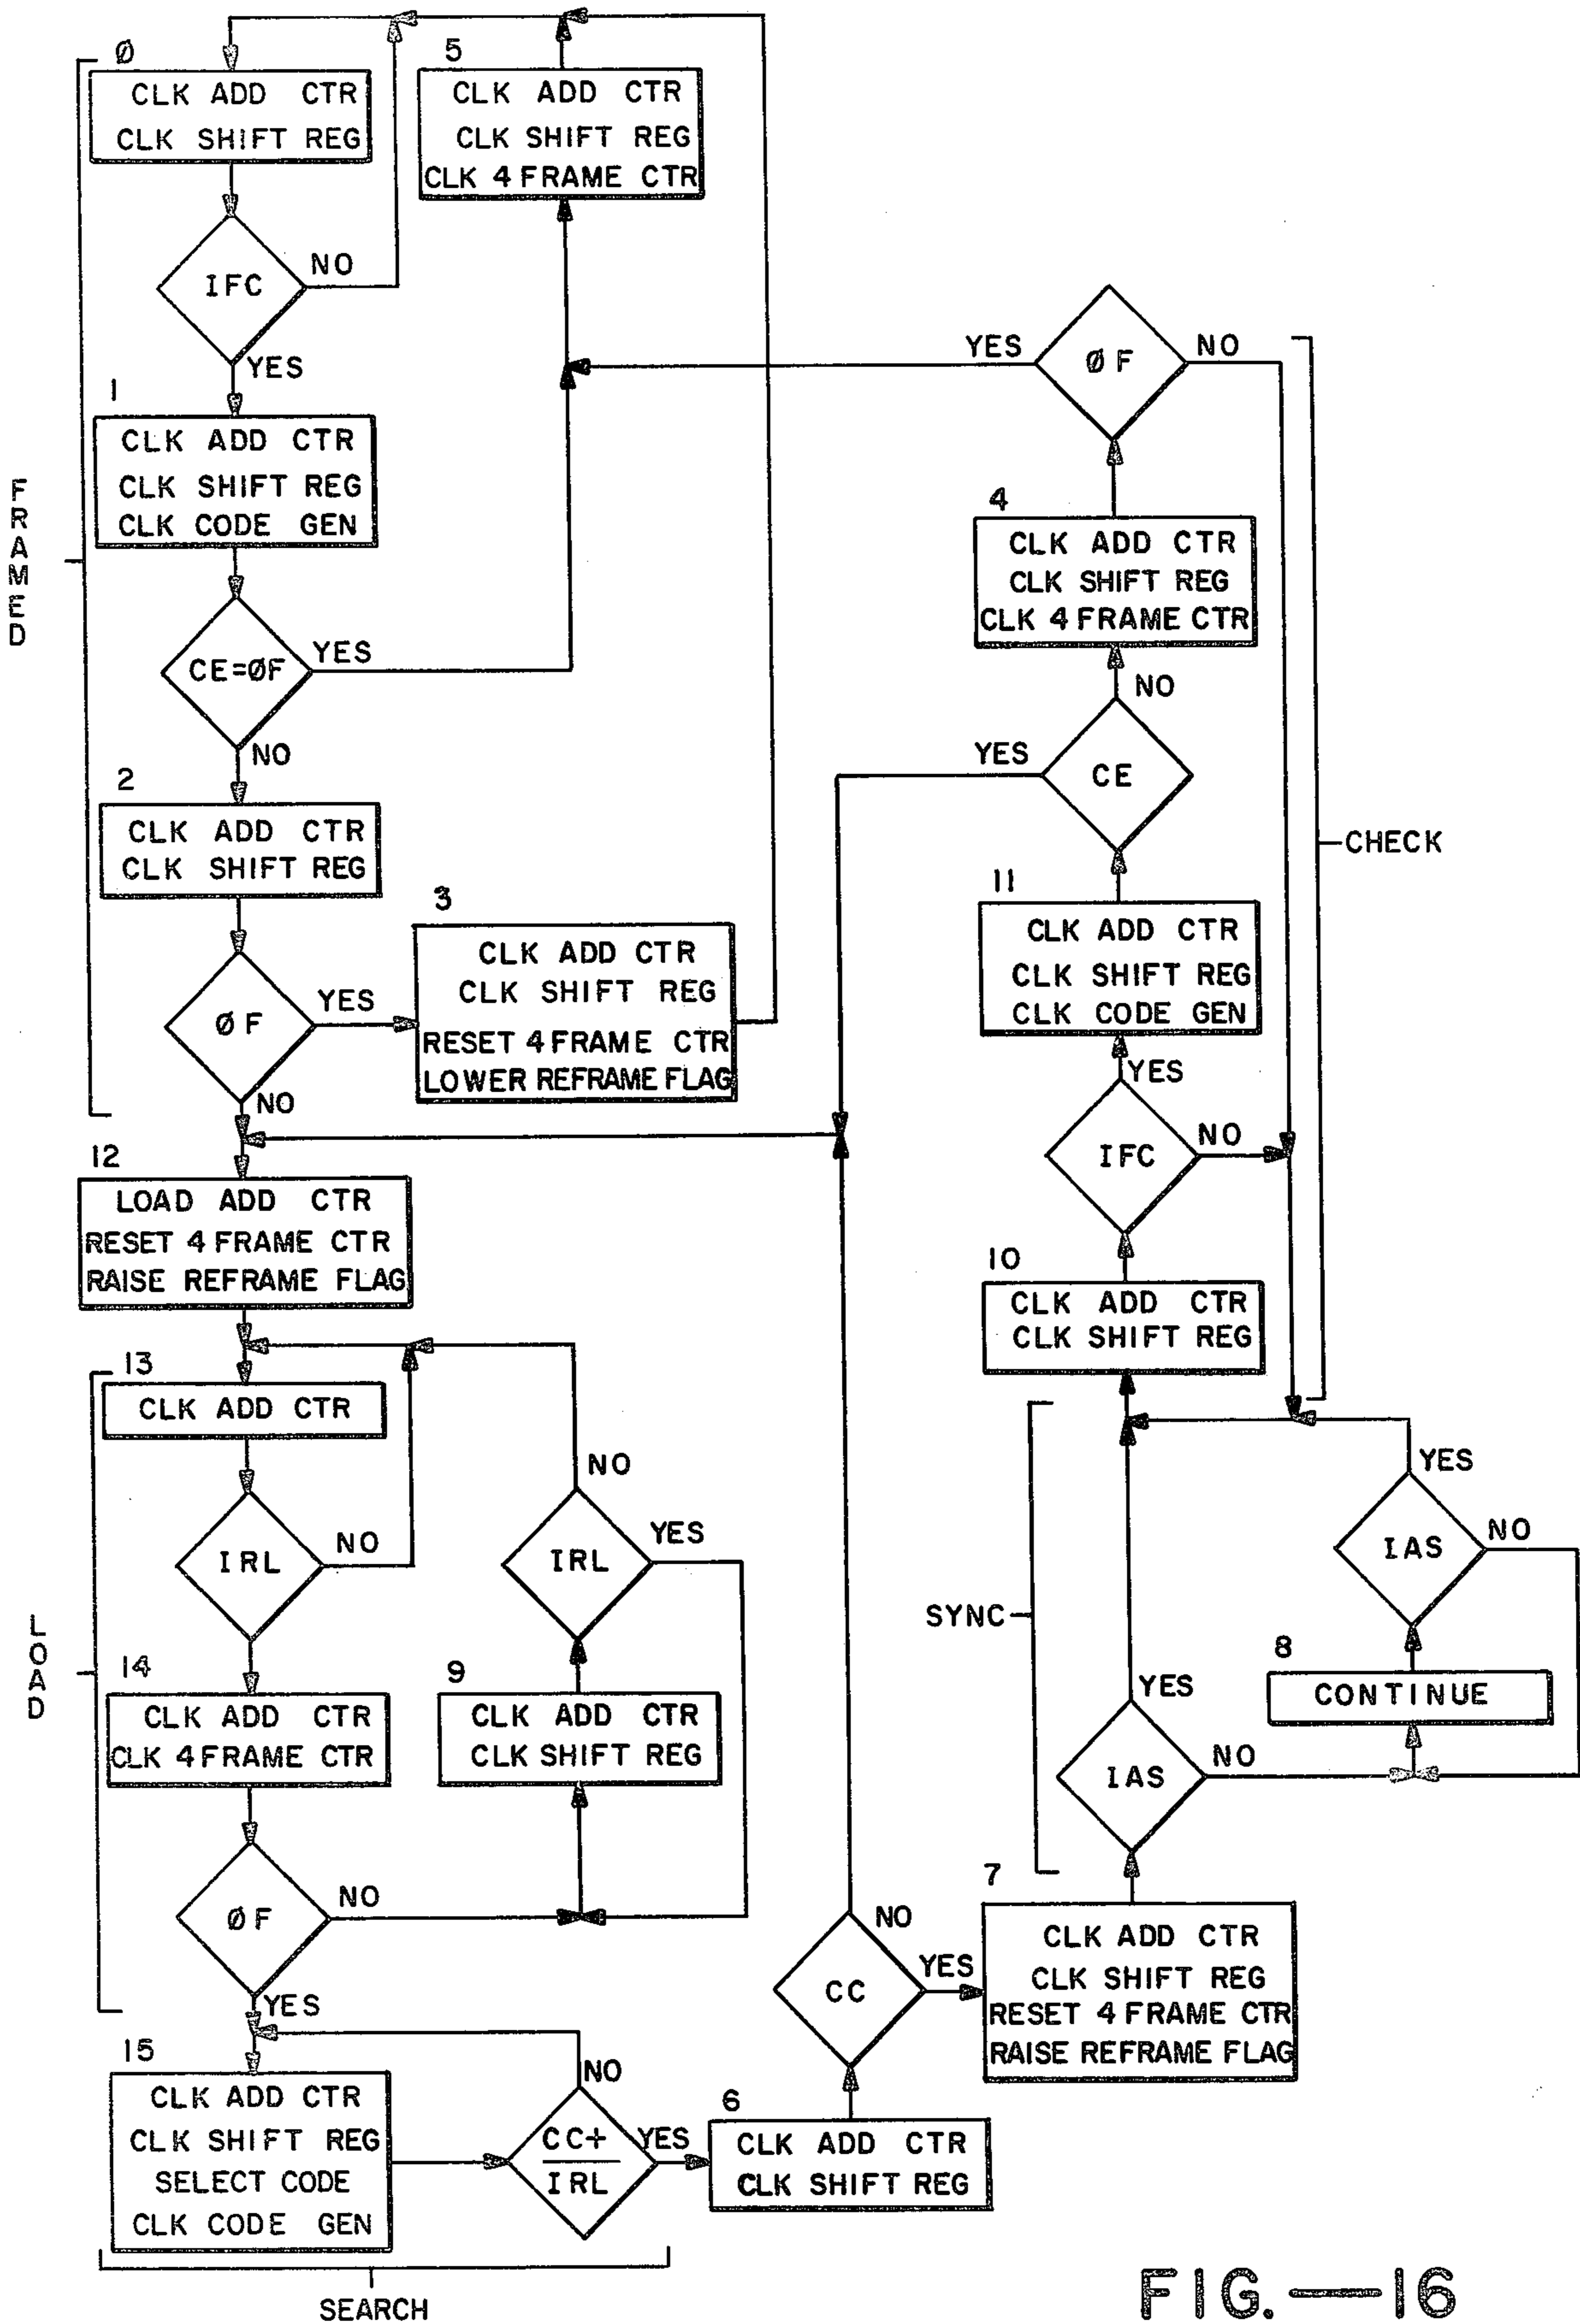 FRAMED
Ø
CLK ADD CTR
CLK SHIFT REG
IFC
NO
YES
1
CLK ADD CTR
CLK SHIFT REG
CLK CODE GEN
CE=ØF
YES
NO
2
CLK ADD CTR
CLK SHIFT REG
ØF
YES
NO
3
CLK ADD CTR
CLK SHIFT REG
RESET 4 FRAME CTR
LOWER REFRAME FLAG
5
CLK ADD CTR
CLK SHIFT REG
CLK 4 FRAME CTR
12
LOAD ADD CTR
RESET 4 FRAME CTR
RAISE REFRAME FLAG
LOAD
13
CLK ADD CTR
IRL
NO
14
CLK ADD CTR
CLK 4 FRAME CTR
ØF
NO
YES
9
CLK ADD CTR
CLK SHIFT REG
IRL
NO
YES
15
CLK ADD CTR
CLK SHIFT REG
SELECT CODE
CLK CODE GEN
CC+
IRL
NO
YES
SEARCH
6
CLK ADD CTR
CLK SHIFT REG
CC
NO
YES
7
CLK ADD CTR
CLK SHIFT REG
RESET 4 FRAME CTR
RAISE REFRAME FLAG
SYNC
IAS
YES
NO
8
CONTINUE
IAS
YES
NO
CHECK
10
CLK ADD CTR
CLK SHIFT REG
IFC
NO
YES
11
CLK ADD CTR
CLK SHIFT REG
CLK CODE GEN
CE
YES
NO
4
CLK ADD CTR
CLK SHIFT REG
CLK 4 FRAME CTR
ØF
YES
NO
FIG.—16